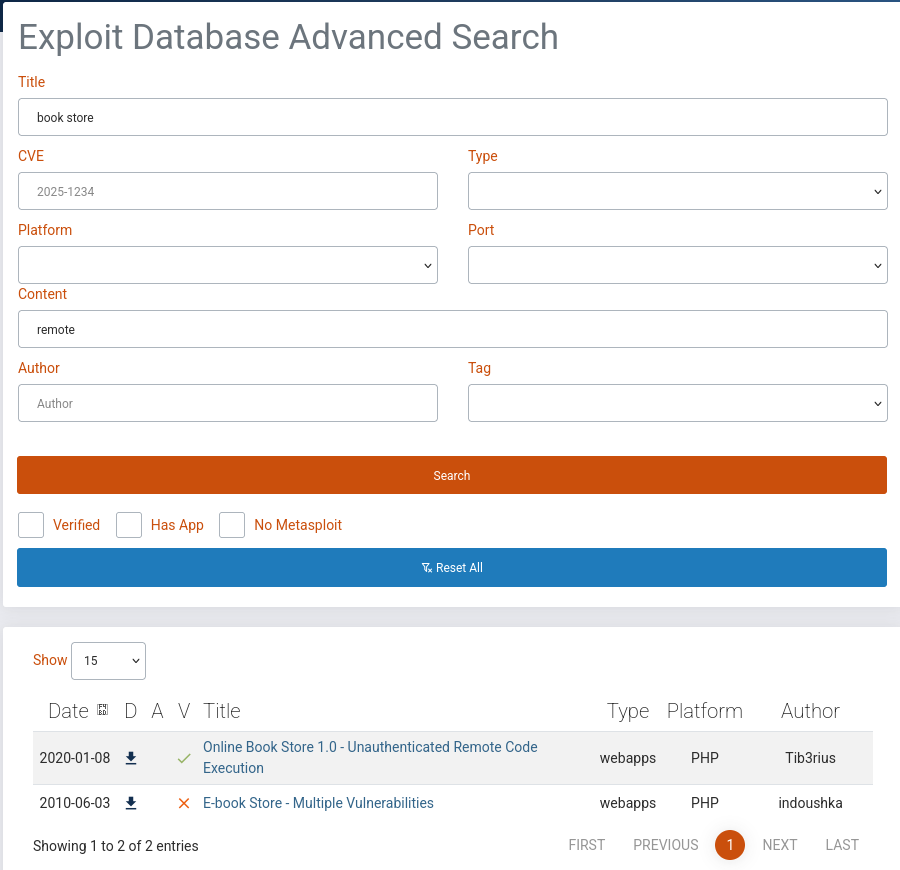 Exploit Database Advanced Search
Title
book store
CVE Type
2025-1234
Platform Port
Content
remote
Author Tag
Author
Search
Verified Has App No Metasploit
Reset All
Show 15
Date D A V Title Type Platform Author
2020-01-08 Online Book Store 1.0 - Unauthenticated Remote Code webapps PHP Tib3rius
Execution
2010-06-03 E-book Store - Multiple Vulnerabilities webapps PHP indoushka
Showing 1 to 2 of 2 entries FIRST PREVIOUS 1 NEXT LAST